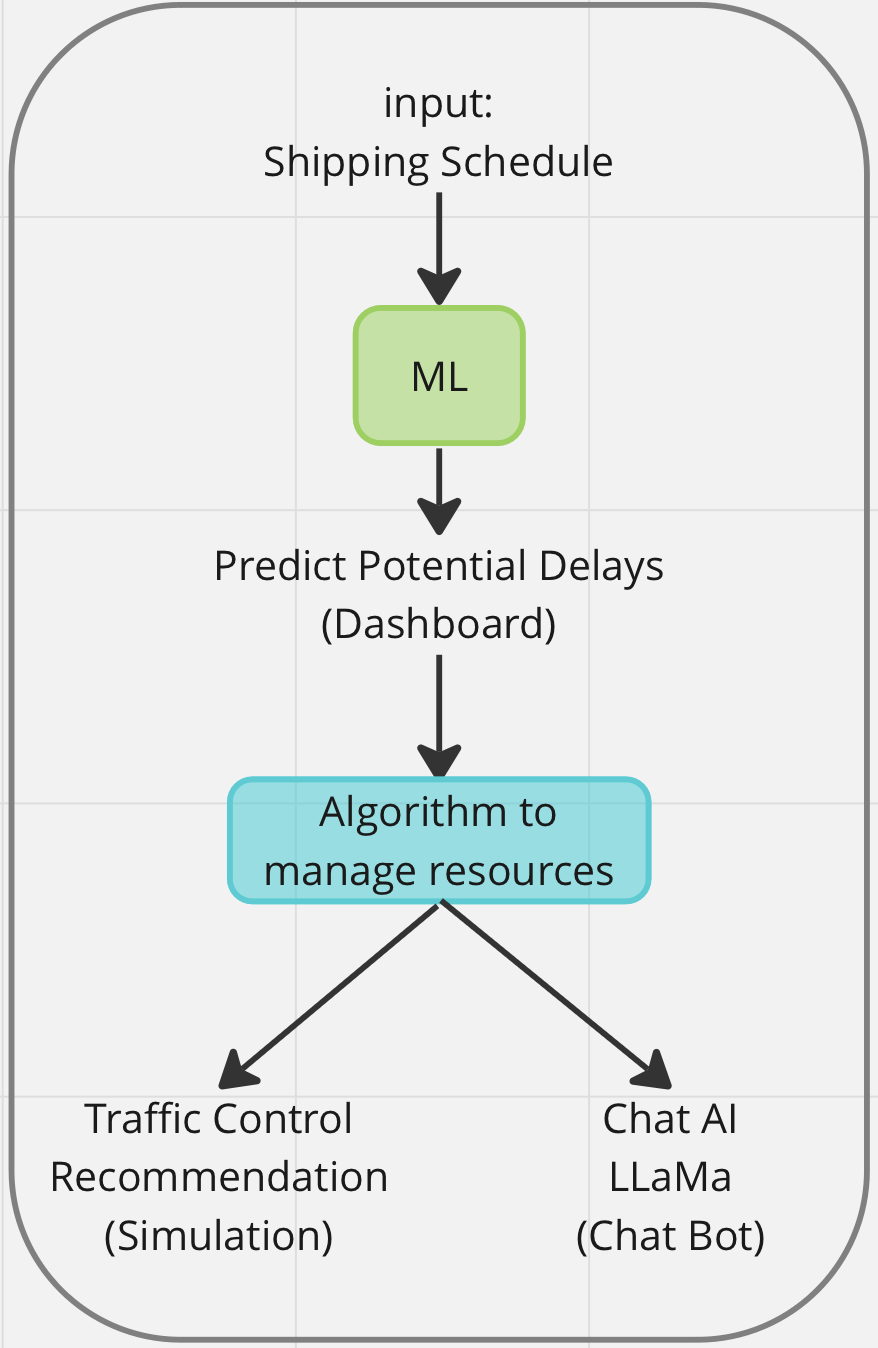 input:
Shipping Schedule
ML
Predict Potential Delays
(Dashboard)
Algorithm to
manage resources
Traffic Control
Recommendation
(Simulation)
Chat AI
LLaMa
(Chat Bot)